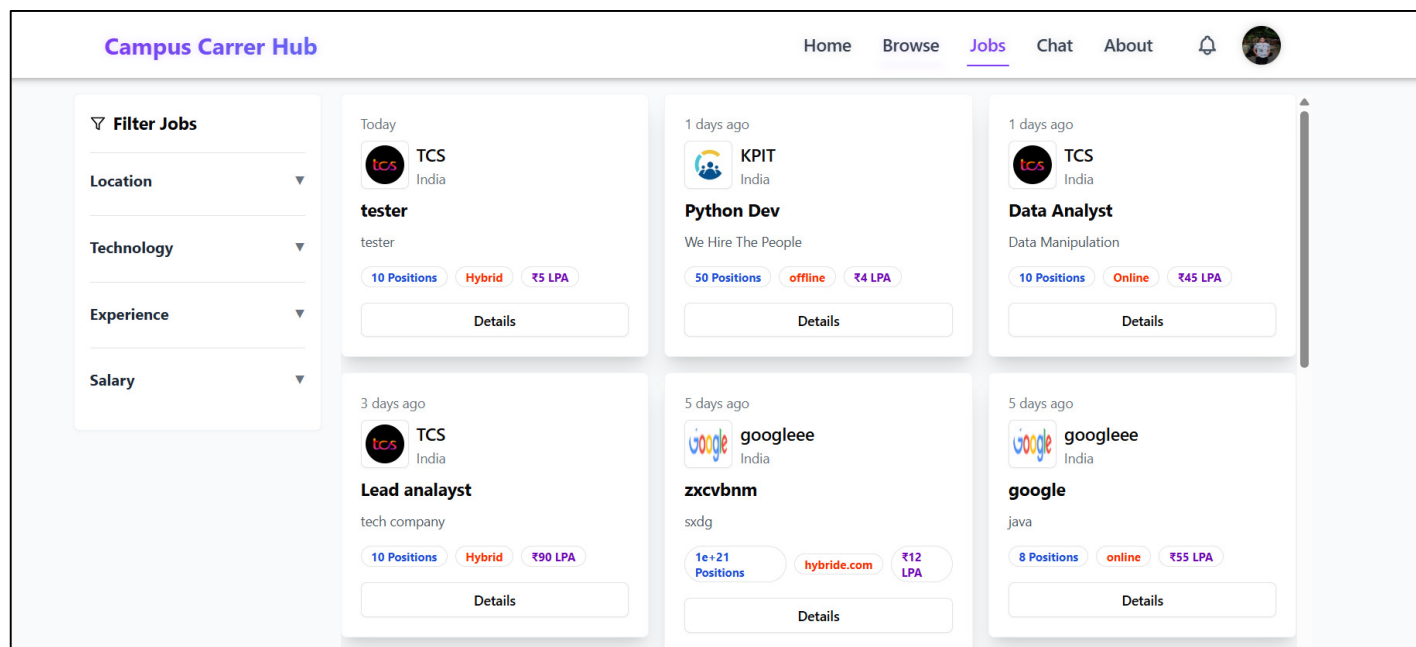 Campus Carrer Hub
Home Browse Jobs Chat About
Filter Jobs
Location
Technology
Experience
Salary
Today
tcs
TCS
India
tester
tester
10 Positions Hybrid ₹5 LPA
Details
1 days ago
KPIT
India
Python Dev
We Hire The People
50 Positions offline ₹4 LPA
Details
1 days ago
tcs
TCS
India
Data Analyst
Data Manipulation
10 Positions Online ₹45 LPA
Details
3 days ago
tcs
TCS
India
Lead analayst
tech company
10 Positions Hybrid ₹90 LPA
Details
5 days ago
Google
googleee
India
zxcvbnm
sxdg
1e+21
Positions
hybride.com
₹12
LPA
Details
5 days ago
Google
googleee
India
google
java
8 Positions online ₹55 LPA
Details